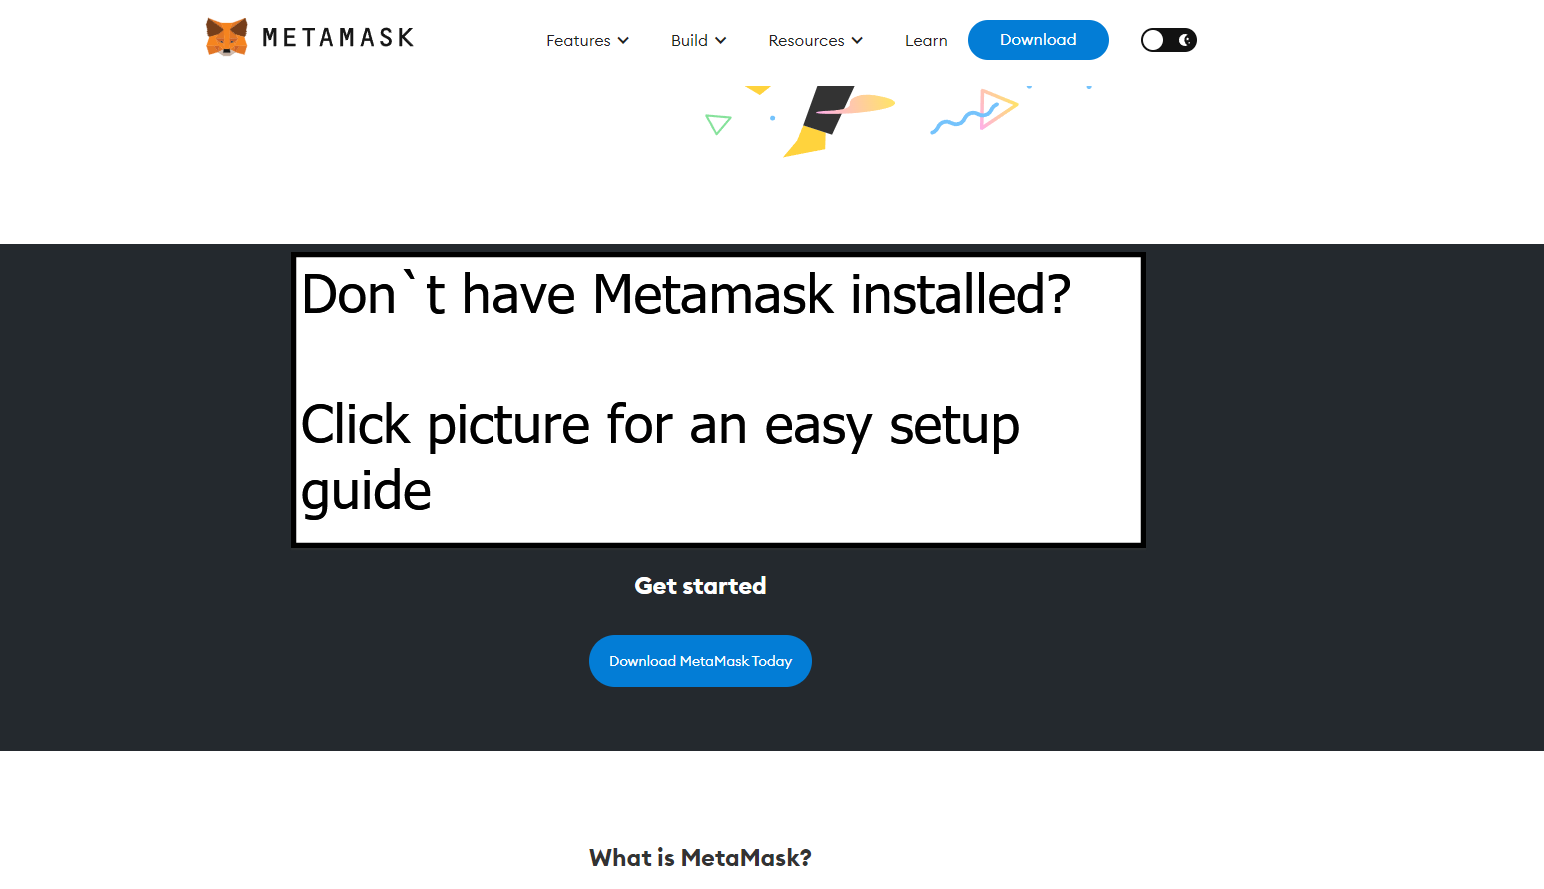 METAMASK
Features
Build
Resources
Learn
Download
Don`t have Metamask installed?
Click picture for an easy setup
guide
Get started
Download MetaMask Today
What is MetaMask?